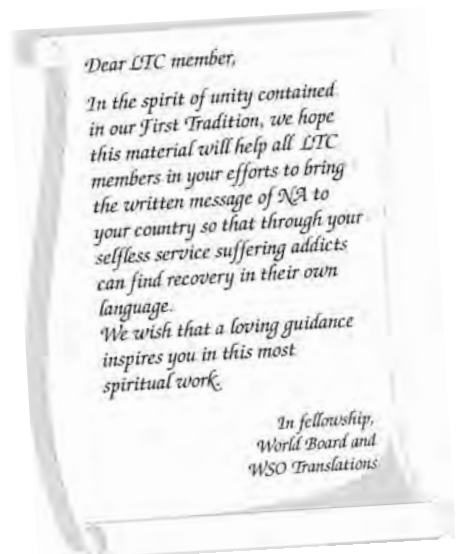 Dear LTC member,
In the spirit of unity contained
in our First Tradition, we hope
this material will help all LTC
members in your efforts to bring
the written message of NA to
your country so that through your
selfless service suffering addicts
can find recovery in their own
language.
We wish that a loving guidance
inspires you in this most
spiritual work.
In fellowship,
World Board and
WSO Translations